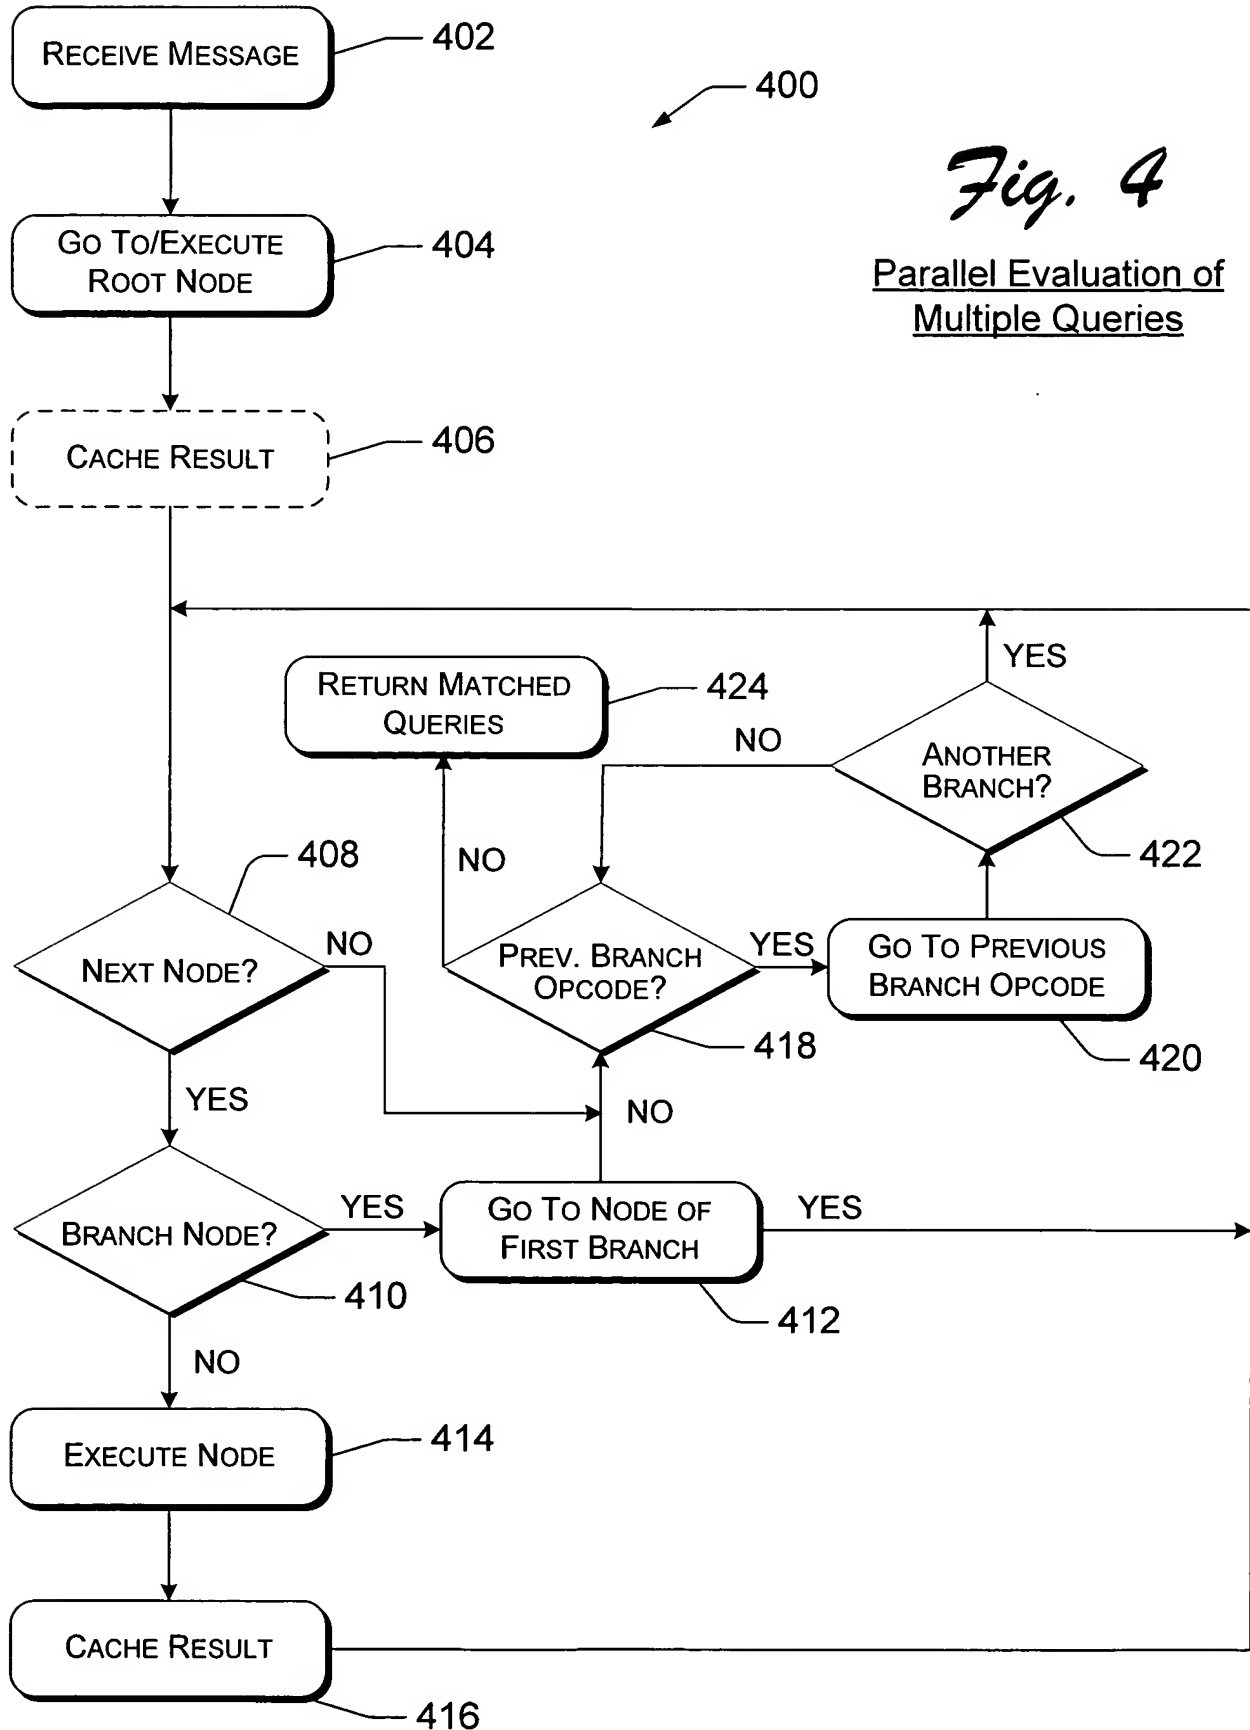 RECEIVE MESSAGE
402
400
Fig. 4
GO TO/EXECUTE
ROOT NODE
404
Parallel Evaluation of
Multiple Queries
CACHE RESULT
406
YES
RETURN MATCHED
QUERIES
424
NO
ANOTHER
BRANCH?
422
408
NO
NEXT NODE?
NO
PREV. BRANCH
OPCODE?
YES
GO TO PREVIOUS
BRANCH OPCODE
418
420
YES
NO
BRANCH NODE?
YES
GO TO NODE OF
FIRST BRANCH
YES
410
412
NO
EXECUTE NODE
414
CACHE RESULT
416